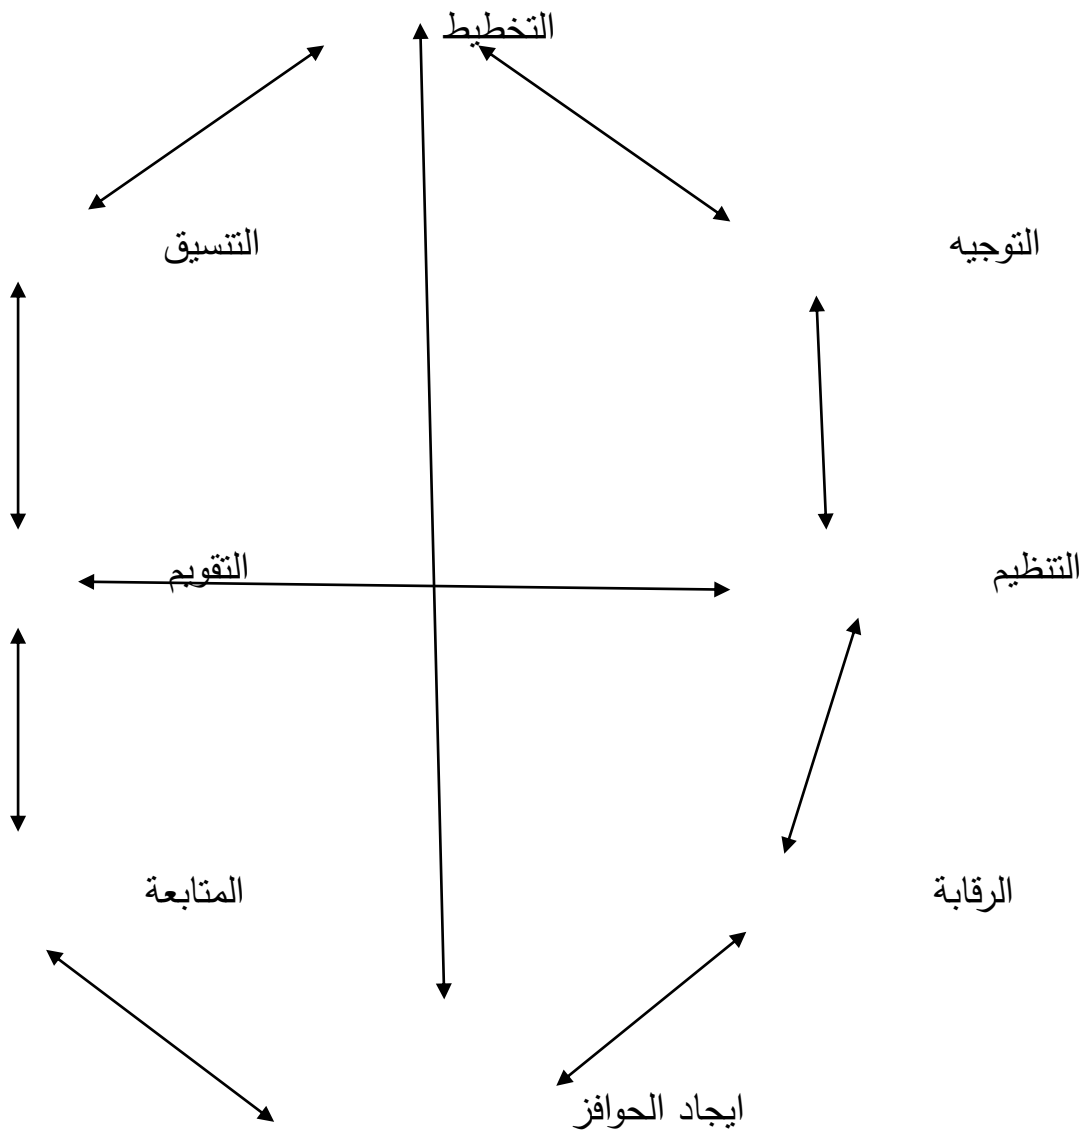 التخطيط
التوجيه
التنسيق
التنظيم
التقويم
الرقابة
المتابعة
ايجاد الحوافز